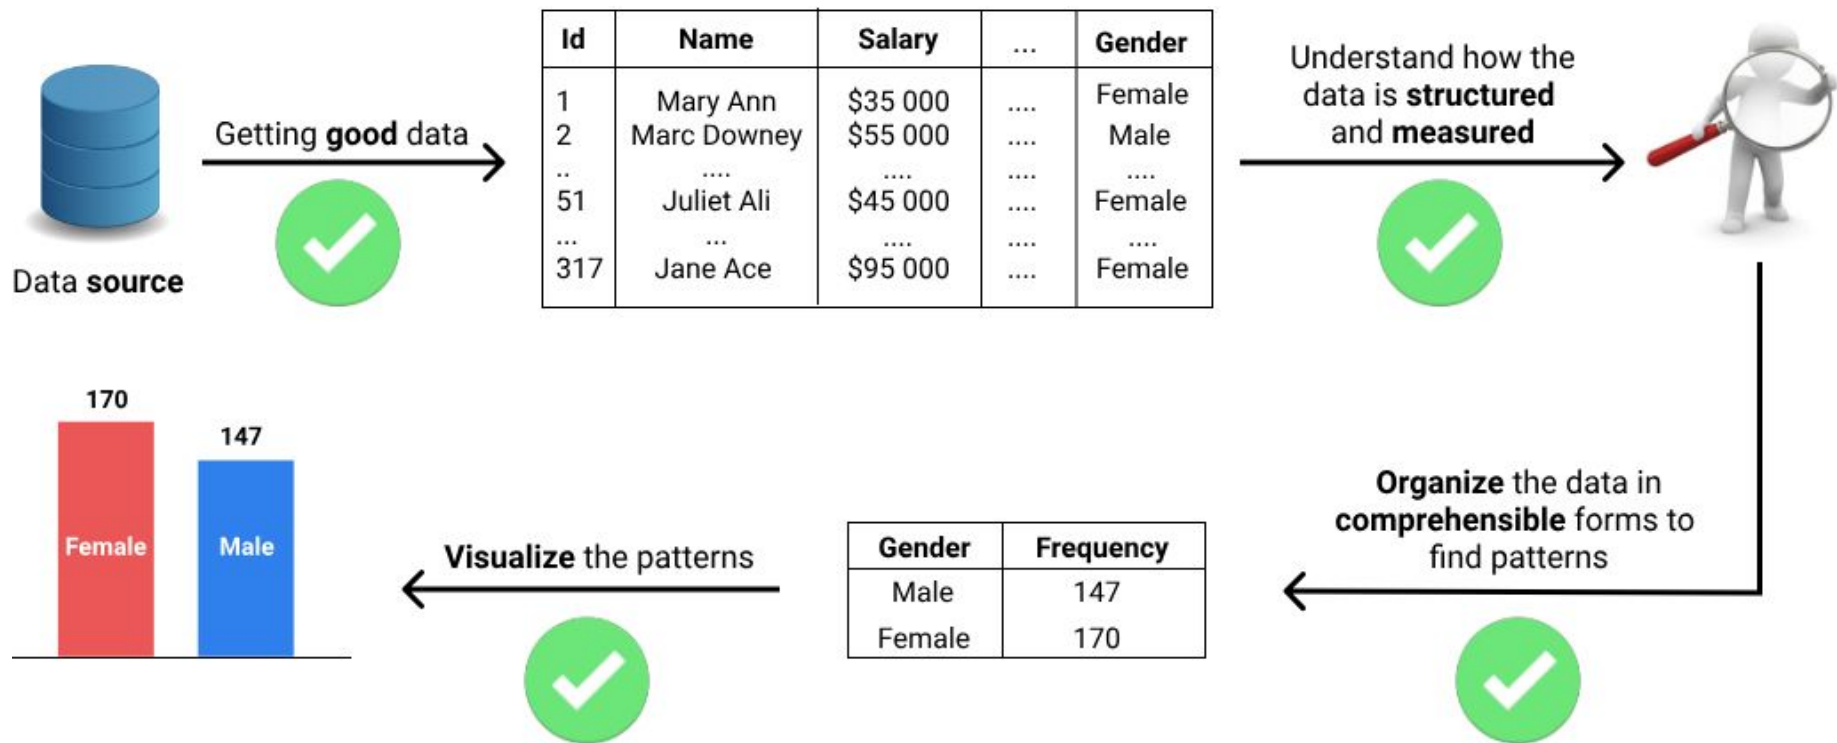 Data source
Getting good data
Id Name Salary ... Gender
1 Mary Ann $35 000 .... Female
2 Marc Downey $55 000 .... Male
.. .... .... .... ....
51 Juliet Ali $45 000 .... Female
... ... .... .... ....
317 Jane Ace $95 000 .... Female
Understand how the
data is structured
and measured
Organize the data in
comprehensible forms to
find patterns
Gender Frequency
Male 147
Female 170
Visualize the patterns
170
147
Female Male